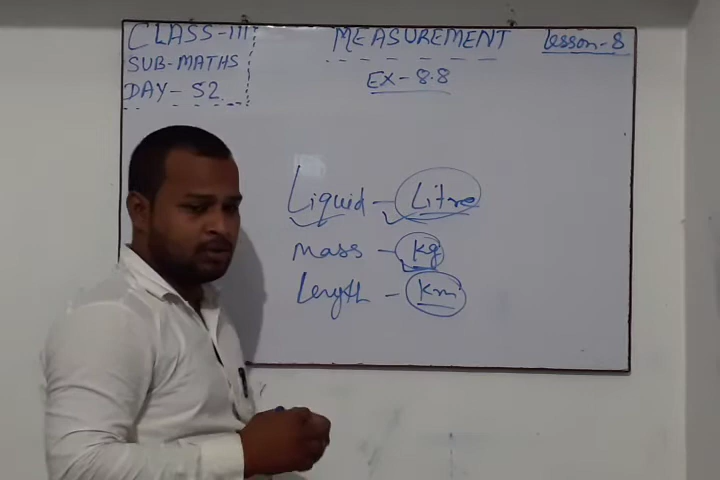 CLASS-III
MEASUREMENT
Lesson-8
SUB-MATHS
EX-8.8
DAY-52
Liquid - Litre
Mass - Kg
Length - Km